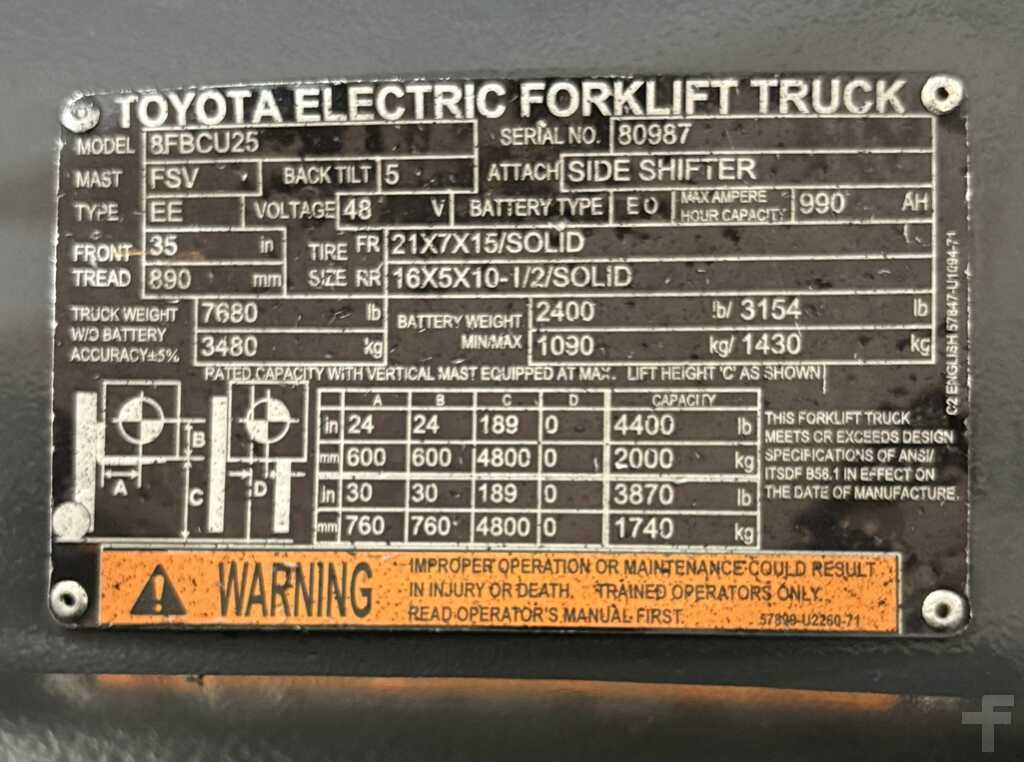 TOYOTA ELECTRIC FORKLIFT TRUCK
MODEL 8FBCU25 SERIAL NO. 80987
MAST FSV BACK TILT 5 ATTACH SIDE SHIFTER
TYPE EE VOLTAGE 48 V BATTERY TYPE EO MAX AMPERE HOUR CAPACITY 990 AH
FRONT TREAD 35 in TIRE SIZE FR 21X7X15/SOLID
890 mm RR 16X5X10-1/2/SOLID
TRUCK WEIGHT W/O BATTERY ACCURACY±5% 7680 lb BATTERY WEIGHT MIN/MAX 2400 lb/ 3154 lb
3480 kg 1090 kg/ 1430 kg
RATED CAPACITY WITH VERTICAL MAST EQUIPPED AT MAX. LIFT HEIGHT 'C' AS SHOWN
A B C D CAPACITY
in 24 24 189 0 4400 lb
mm 600 600 4800 0 2000 kg
in 30 30 189 0 3870 lb
mm 760 760 4800 0 1740 kg
A B C D
THIS FORKLIFT TRUCK
MEETS OR EXCEEDS DESIGN
SPECIFICATIONS OF ANSI/
ITSDF B56.1 IN EFFECT ON
THE DATE OF MANUFACTURE.
C2 ENGLISH 57847-U1094-71
WARNING
IMPROPER OPERATION OR MAINTENANCE COULD RESULT
IN INJURY OR DEATH. TRAINED OPERATORS ONLY.
READ OPERATOR'S MANUAL FIRST.
57899-U2260-71